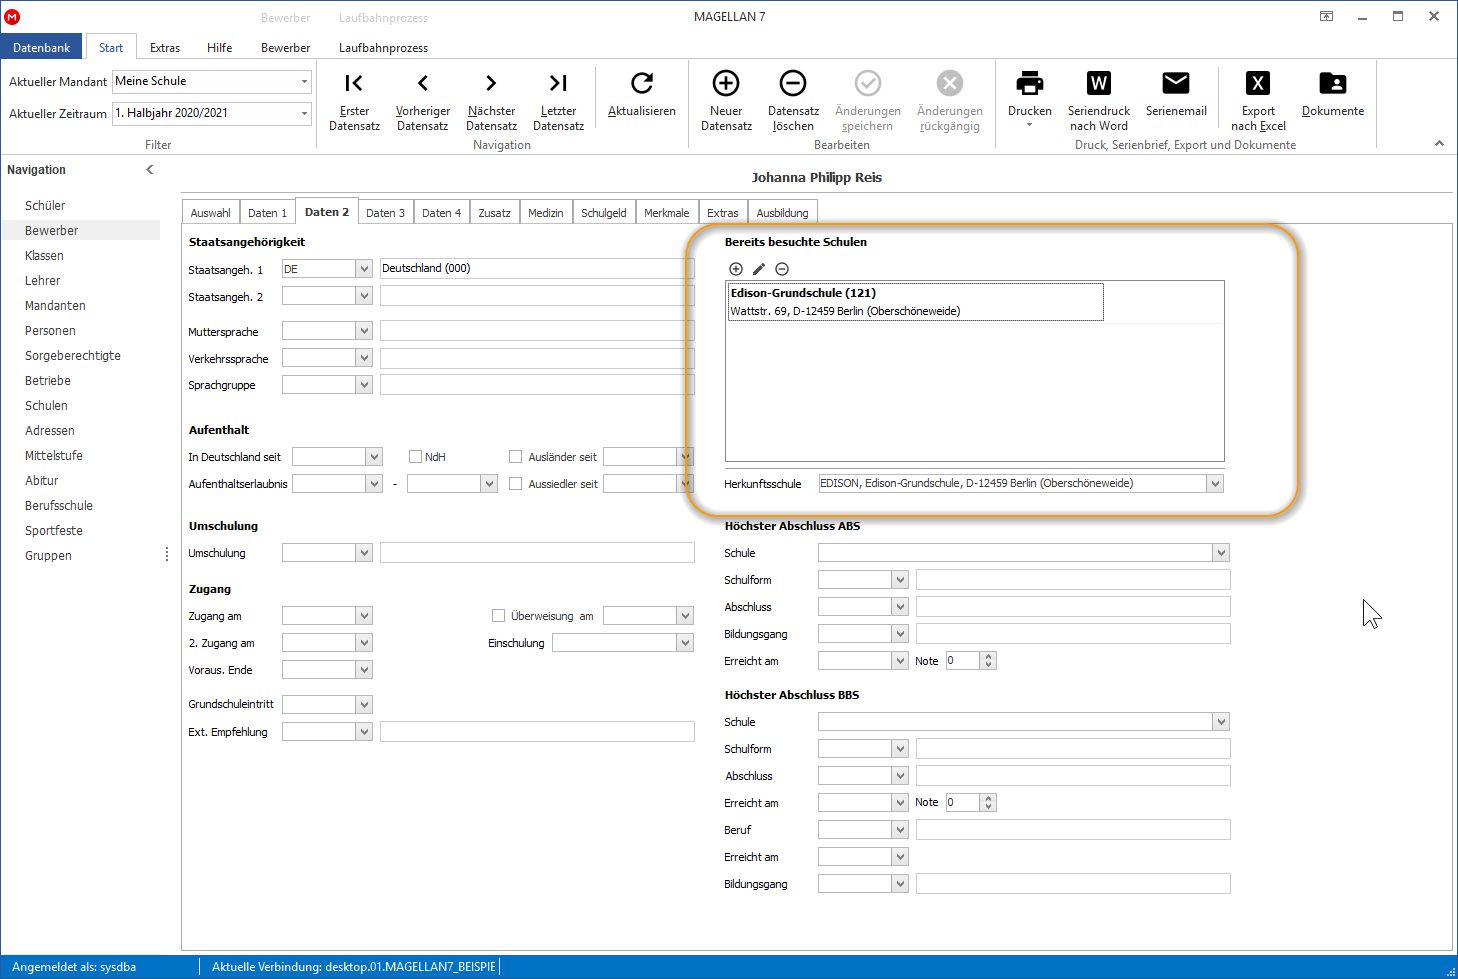 Bewerber Laufbahnprozess MAGELLAN 7
Datenbank Start Extras Hilfe Bewerber Laufbahnprozess
Aktueller Mandant Meine Schule
Aktueller Zeitraum 1. Halbjahr 2020/2021
Filter
Erster Datensatz
Vorheriger Datensatz
Nächster Datensatz
Letzter Datensatz
Navigation
Aktualisieren
Neuer Datensatz
Datensatz löschen
Änderungen speichern
Änderungen rückgängig
Bearbeiten
Drucken
W
Seriendruck nach Word
Serienemail
X
Export nach Excel
Dokumente
Druck, Serienbrief, Export und Dokumente
Navigation
Schüler
Bewerber
Klassen
Lehrer
Mandanten
Personen
Sorgeberechtigte
Betriebe
Schulen
Adressen
Mittelstufe
Abitur
Berufsschule
Sportfeste
Gruppen
Johanna Philipp Reis
Auswahl Daten 1 Daten 2 Daten 3 Daten 4 Zusatz Medizin Schulgeld Merkmale Extras Ausbildung
Staatsangehörigkeit
Staatsangeh. 1 DE Deutschland (000)
Staatsangeh. 2
Muttersprache
Verkehrssprache
Sprachgruppe
Aufenthalt
In Deutschland seit NdH Ausländer seit
Aufenthaltserlaubnis - Aussiedler seit
Umschulung
Umschulung
Zugang
Zugang am Überweisung am
2. Zugang am Einschulung
Voraus. Ende
Grundschuleintritt
Ext. Empfehlung
Bereits besuchte Schulen
Edison-Grundschule (121)
Wattstr. 69, D-12459 Berlin (Oberschöneweide)
Herkunftsschule EDISON, Edison-Grundschule, D-12459 Berlin (Oberschöneweide)
Höchster Abschluss ABS
Schule
Schulform
Abschluss
Bildungsgang
Erreicht am Note 0
Höchster Abschluss BBS
Schule
Schulform
Abschluss
Erreicht am Note 0
Beruf
Erreicht am
Bildungsgang
Angemeldet als: sysdba Aktuelle Verbindung: desktop.01.MAGELLAN7_BEISPIE